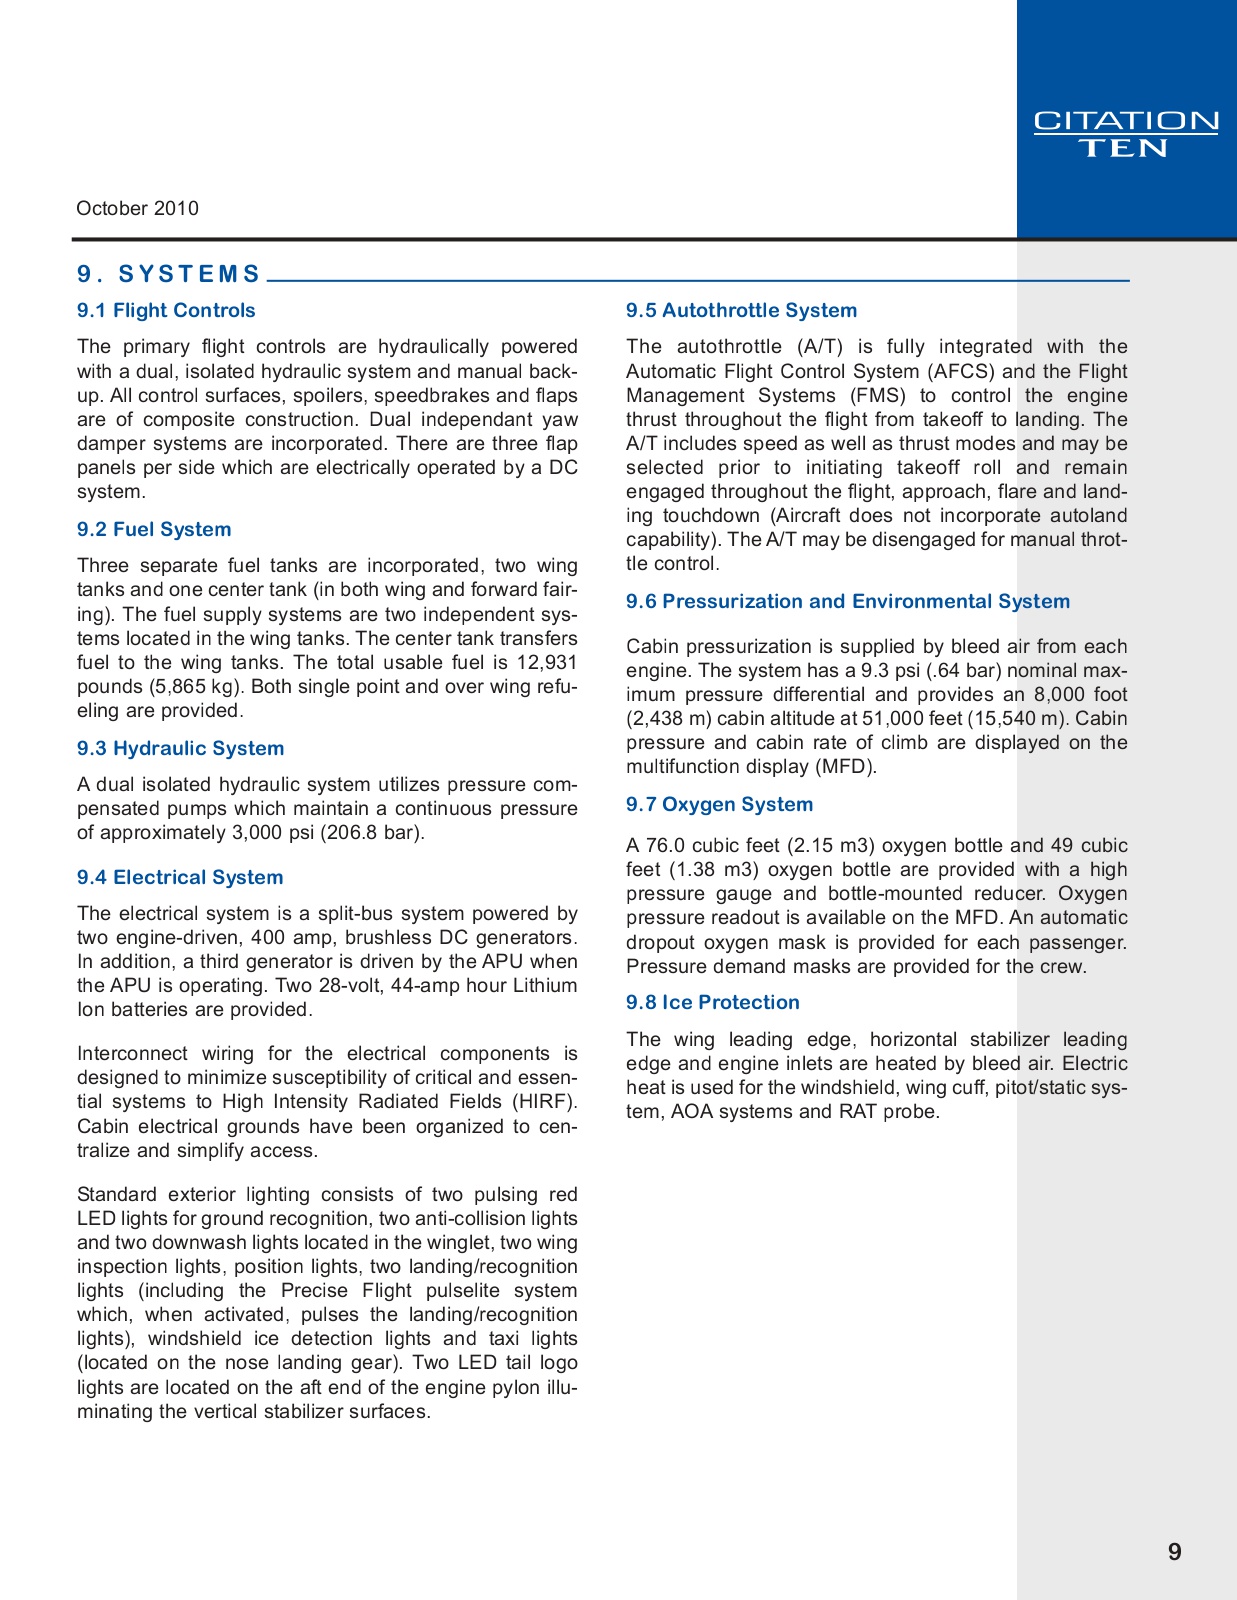 CITATION
TEN
October 2010
9. SYSTEMS
9.1 Flight Controls
The primary flight controls are hydraulically powered
with a dual, isolated hydraulic system and manual back-
up. All control surfaces, spoilers, speedbrakes and flaps
are of composite construction. Dual independant yaw
damper systems are incorporated. There are three flap
panels per side which are electrically operated by a DC
system.
9.2 Fuel System
Three separate fuel tanks are incorporated, two wing
tanks and one center tank (in both wing and forward fair-
ing). The fuel supply systems are two independent sys-
tems located in the wing tanks. The center tank transfers
fuel to the wing tanks. The total usable fuel is 12,931
pounds (5,865 kg). Both single point and over wing refu-
eling are provided.
9.3 Hydraulic System
A dual isolated hydraulic system utilizes pressure com-
pensated pumps which maintain a continuous pressure
of approximately 3,000 psi (206.8 bar).
9.4 Electrical System
The electrical system is a split-bus system powered by
two engine-driven, 400 amp, brushless DC generators.
In addition, a third generator is driven by the APU when
the APU is operating. Two 28-volt, 44-amp hour Lithium
Ion batteries are provided.
Interconnect wiring for the electrical components is
designed to minimize susceptibility of critical and essen-
tial systems to High Intensity Radiated Fields (HIRF).
Cabin electrical grounds have been organized to cen-
tralize and simplify access.
Standard exterior lighting consists of two pulsing red
LED lights for ground recognition, two anti-collision lights
and two downwash lights located in the winglet, two wing
inspection lights, position lights, two landing/recognition
lights (including the Precise Flight pulselite system
which, when activated, pulses the landing/recognition
lights), windshield ice detection lights and taxi lights
(located on the nose landing gear). Two LED tail logo
lights are located on the aft end of the engine pylon illu-
minating the vertical stabilizer surfaces.
9.5 Autothrottle System
The autothrottle (A/T) is fully integrated with the
Automatic Flight Control System (AFCS) and the Flight
Management Systems (FMS) to control the engine
thrust throughout the flight from takeoff to landing. The
A/T includes speed as well as thrust modes and may be
selected prior to initiating takeoff roll and remain
engaged throughout the flight, approach, flare and land-
ing touchdown (Aircraft does not incorporate autoland
capability). The A/T may be disengaged for manual throt-
tle control.
9.6 Pressurization and Environmental System
Cabin pressurization is supplied by bleed air from each
engine. The system has a 9.3 psi (.64 bar) nominal max-
imum pressure differential and provides an 8,000 foot
(2,438 m) cabin altitude at 51,000 feet (15,540 m). Cabin
pressure and cabin rate of climb are displayed on the
multifunction display (MFD).
9.7 Oxygen System
A 76.0 cubic feet (2.15 m3) oxygen bottle and 49 cubic
feet (1.38 m3) oxygen bottle are provided with a high
pressure gauge and bottle-mounted reducer. Oxygen
pressure readout is available on the MFD. An automatic
dropout oxygen mask is provided for each passenger.
Pressure demand masks are provided for the crew.
9.8 Ice Protection
The wing leading edge, horizontal stabilizer leading
edge and engine inlets are heated by bleed air. Electric
heat is used for the windshield, wing cuff, pitot/static sys-
tem, AOA systems and RAT probe.
9